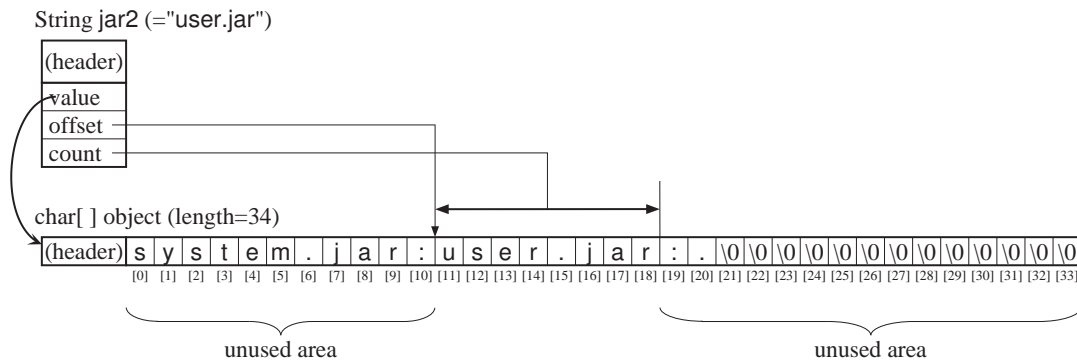 String jar2 (="user.jar")
(header)
value
offset
count
char[ ] object (length=34)
(header) s y s t e m . j a r : u s e r . j a r : . \0 \0 \0 \0 \0 \0 \0 \0 \0 \0 \0 \0 \0
[0] [1] [2] [3] [4] [5] [6] [7] [8] [9] [10] [11] [12] [13] [14] [15] [16] [17] [18] [19] [20] [21] [22] [23] [24] [25] [26] [27] [28] [29] [30] [31] [32] [33]
unused area unused area